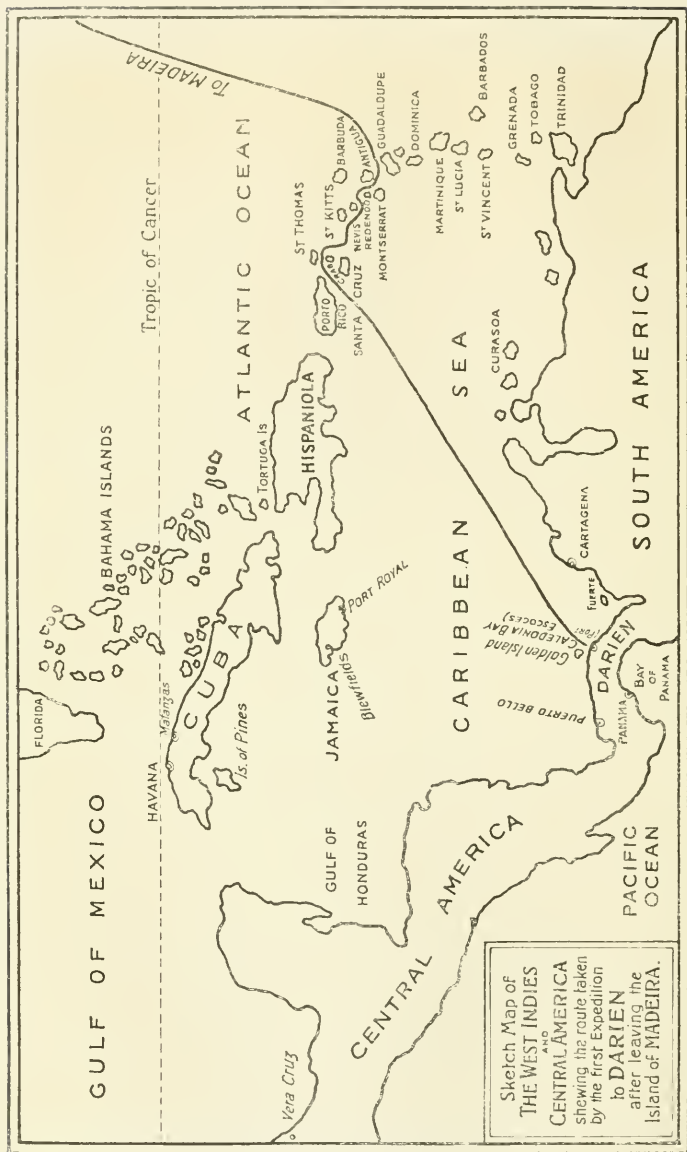 GULF OF MEXICO
FLORIDA
BAHAMA ISLANDS
Tropic of Cancer
To MADEIRA
HAVANA
Matanzas
CUBA
Is. of Pines
ATLANTIC OCEAN
TORTUGA IS
HISPANIOLA
PORTO
RICO
ST THOMAS
CRABD
SANTA CRUZ
ST KITTS
NEVIS
REDENDO
MONTSERRAT
BARBUDA
ANTIGUA
GUADALDUPE
DOMINICA
MARTINIQUE
ST LUCIA
ST VINCENT
BARBADOS
GRENADA
TOBAGO
TRINIDAD
JAMAICA
Blewfields
PORT ROYAL
GULF OF
HONDURAS
Vera Cruz
CENTRAL AMERICA
CARIBBEAN SEA
CURASOA
PUERTO BELLO
Golden Island
CALEDONIA BAY
(PORT
ESCOCES)
CARTAGENA
FUERTE
DARIEN
PANAMA
BAY
OF
PANAMA
SOUTH AMERICA
PACIFIC
OCEAN
Sketch Map of
THE WEST INDIES
AND
CENTRAL AMERICA
shewing the route taken
by the first Expedition
to DARIEN
after leaving the
Island of MADEIRA.